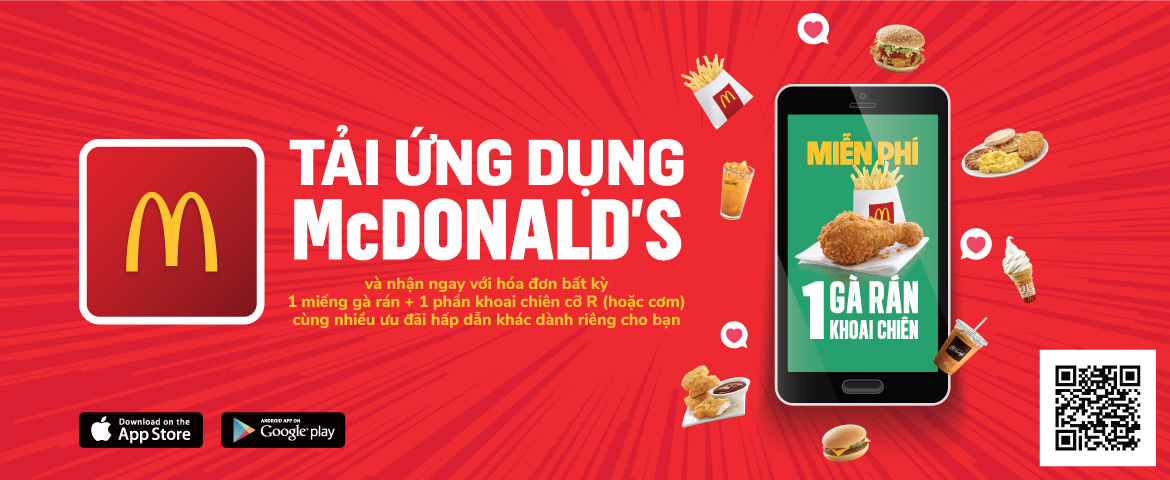 TẢI ỨNG DỤNG
McDONALD'S
và nhận ngay với hóa đơn bất kỳ
1 miếng gà rán + 1 phần khoai chiên cỡ R (hoặc cơm)
cùng nhiều ưu đãi hấp dẫn khác dành riêng cho bạn
Download on the
App Store
ANDROID APP ON
Google play
MIỄN PHÍ
1 GÀ RÁN
KHOAI CHIÊN